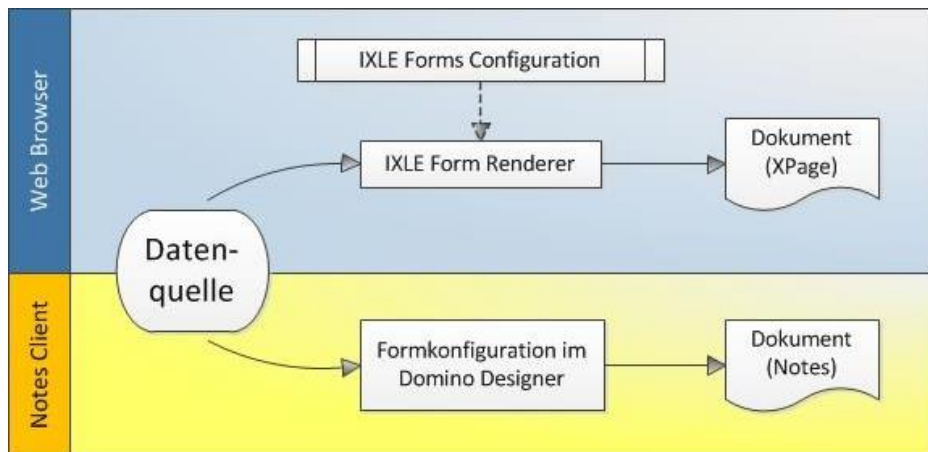 Web Browser
IXLE Forms Configuration
IXLE Form Renderer
Dokument
(XPage)
Daten-
quelle
Notes Client
Formkonfiguration im
Domino Designer
Dokument
(Notes)